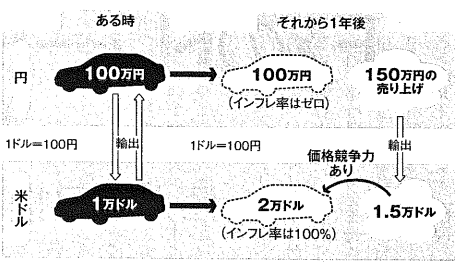 ある時
それから1年後
円
100万円
100万円
(インフレ率はゼロ)
150万円の
売り上げ
1ドル=100円
輸出
1ドル=100円
価格競争力
あり
輸出
米ドル
1万ドル
2万ドル
(インフレ率は100%)
1.5万ドル